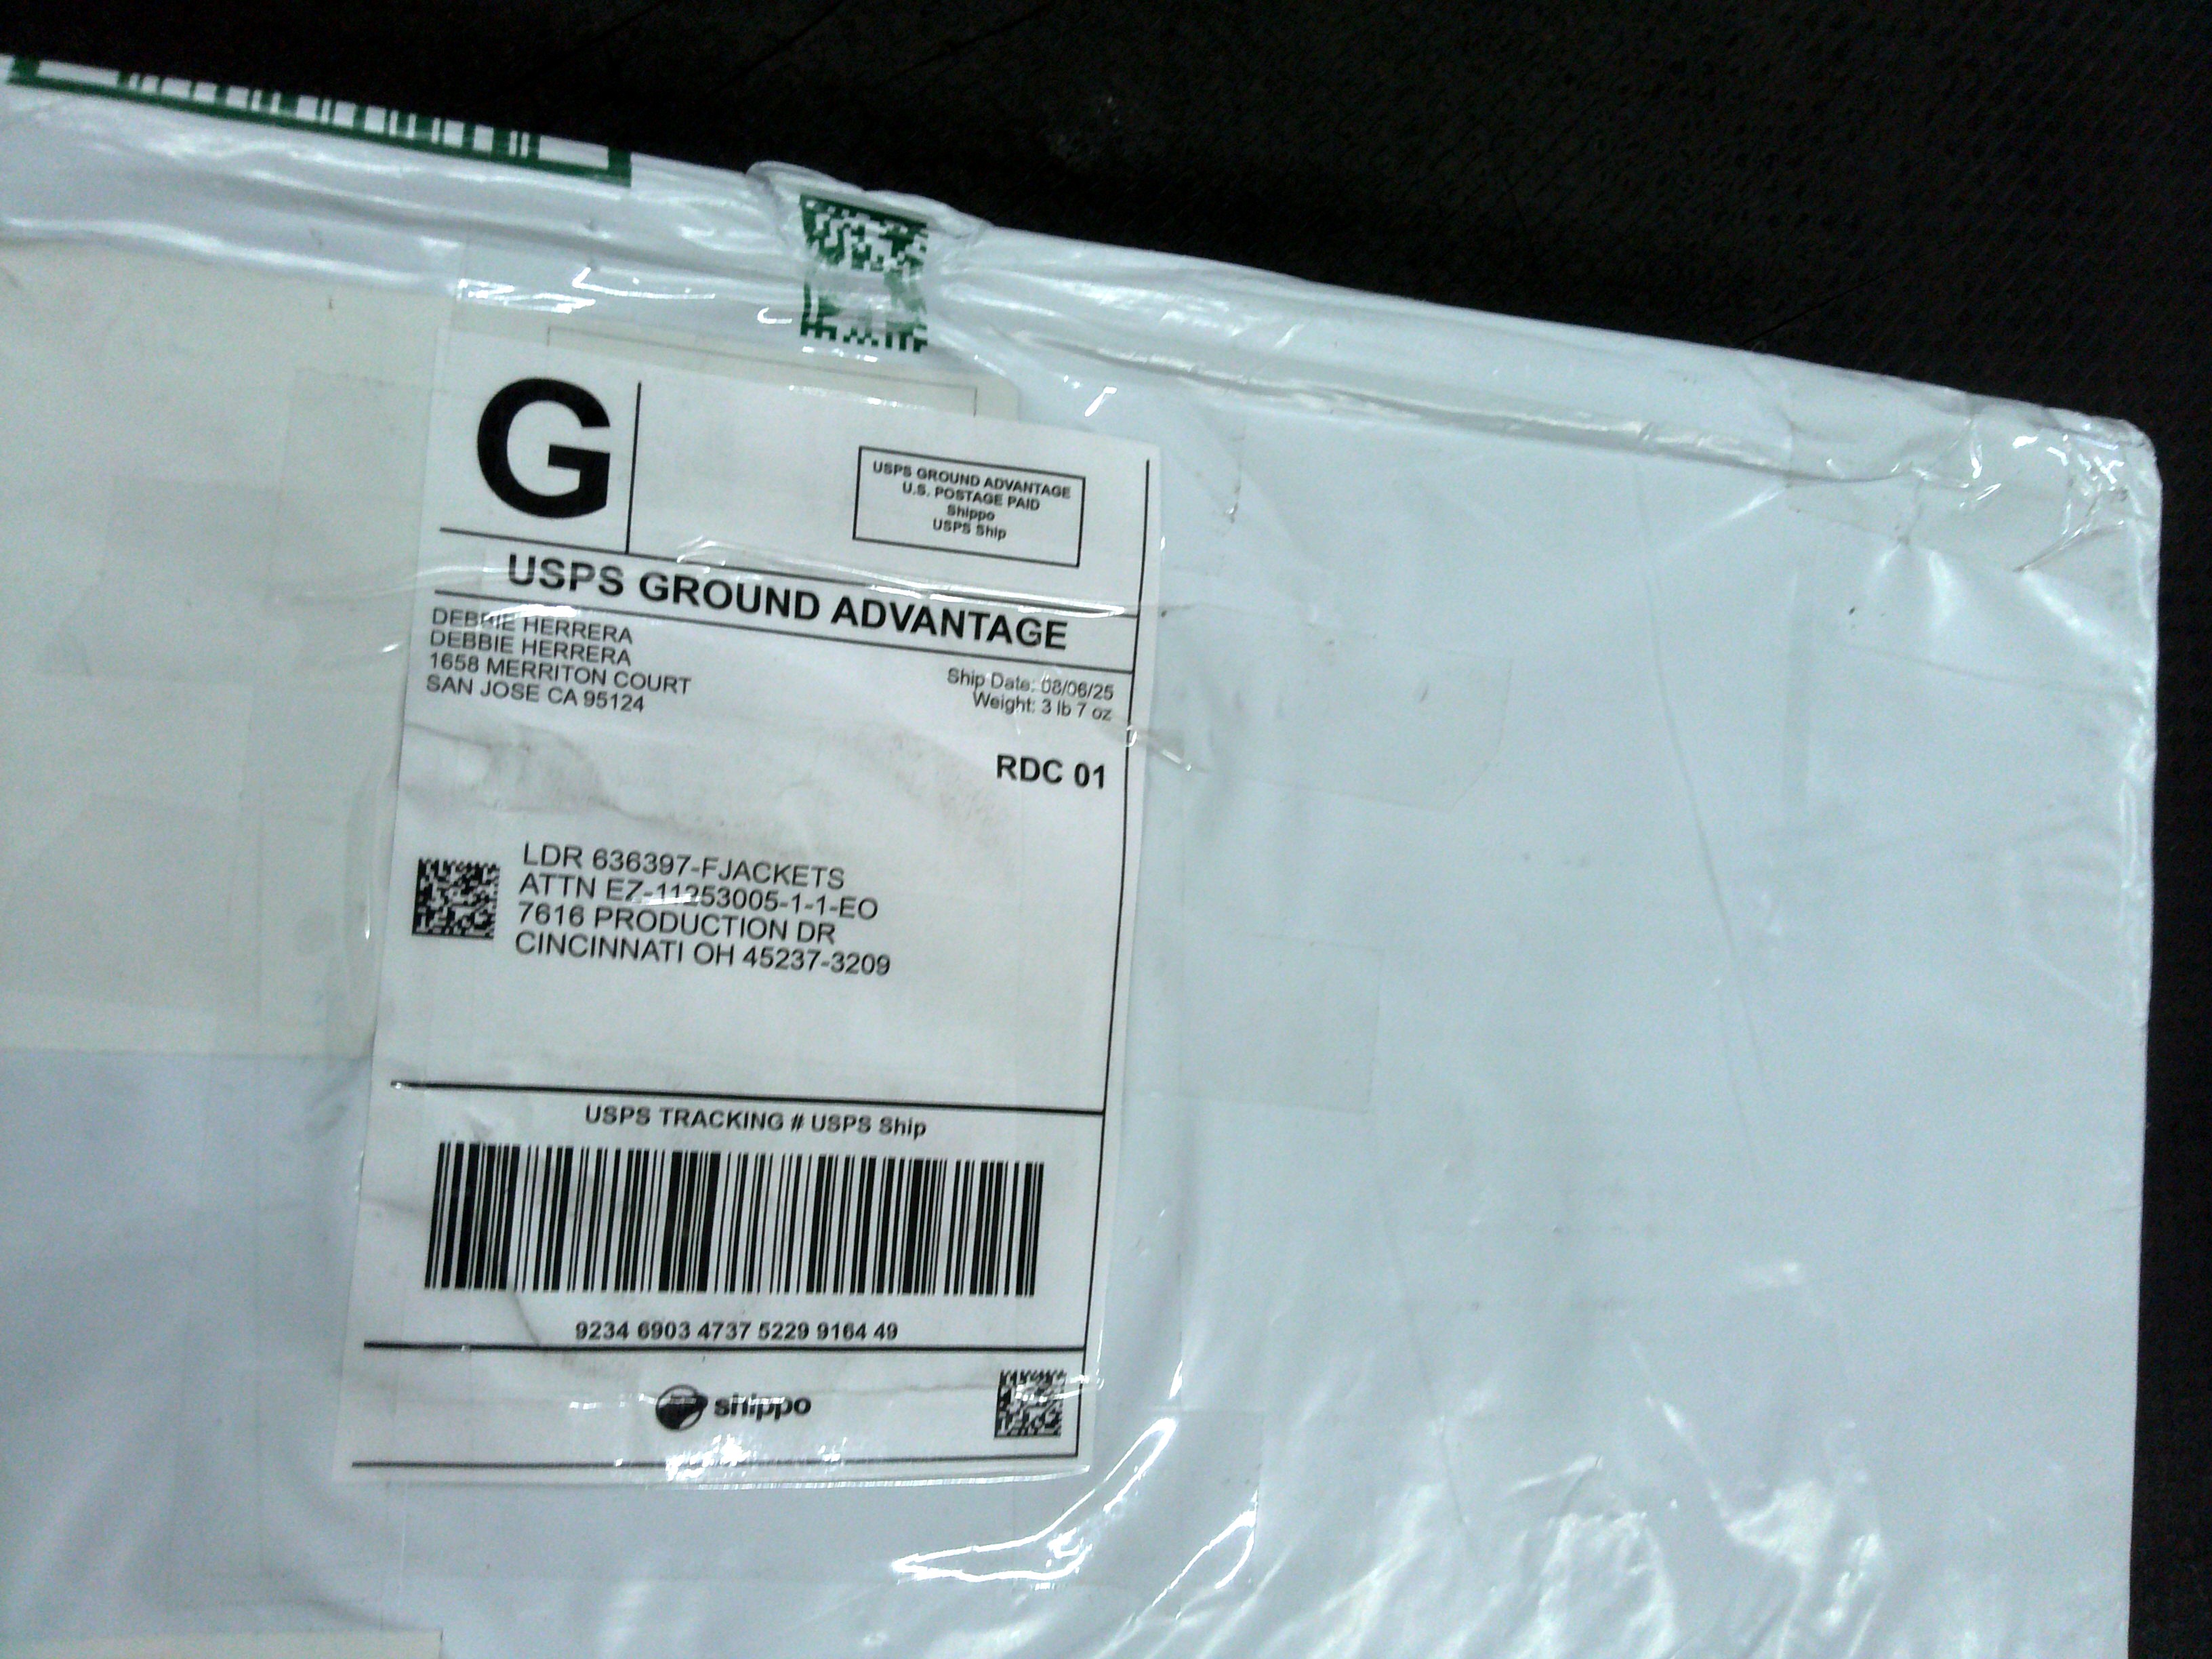 G
USPS GROUND ADVANTAGE
U.S. POSTAGE PAID
Shippo
USPS Ship
USPS GROUND ADVANTAGE
DEBBIE HERRERA
DEBBIE HERRERA
1658 MERRITON COURT
SAN JOSE CA 95124
Ship Date: 08/06/25
Weight: 3 lb 7 oz
RDC 01
LDR 636397-FJACKETS
ATTN EZ-11253005-1-1-EO
7616 PRODUCTION DR
CINCINNATI OH 45237-3209
USPS TRACKING # USPS Ship
9234 6903 4737 5229 9164 49
shippo